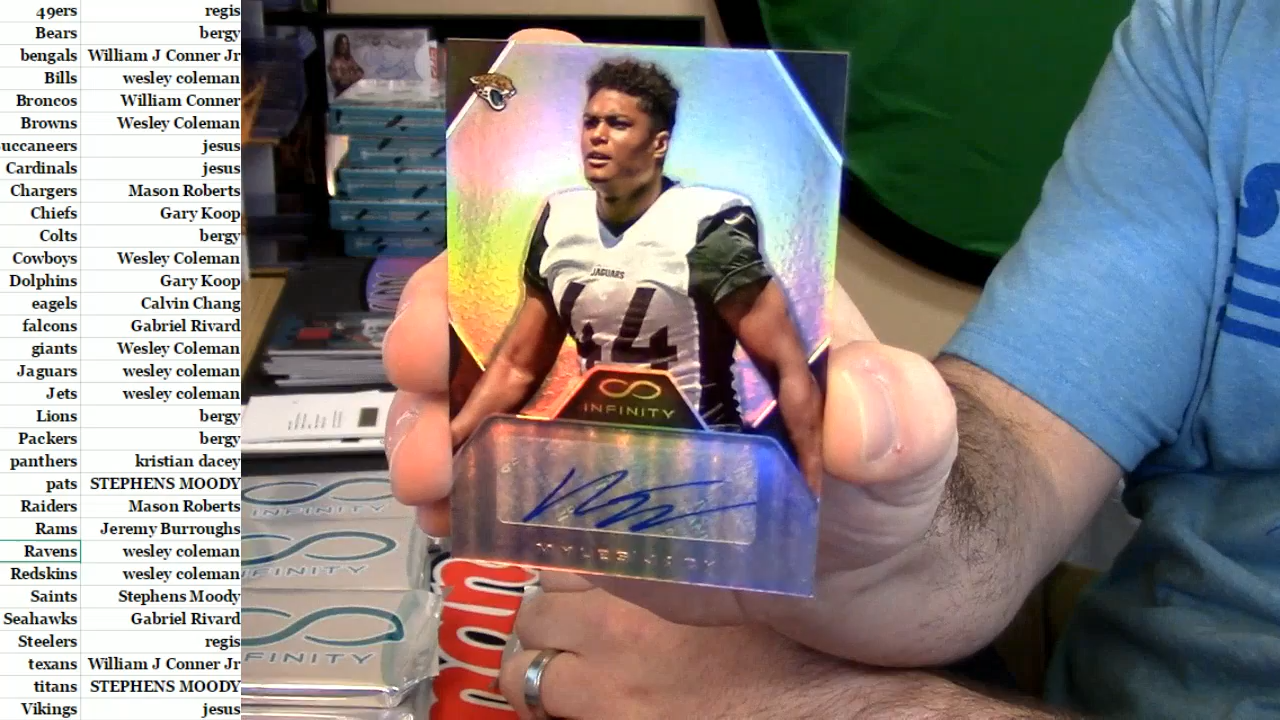 49ers regis
Bears bergy
bengals William J Conner Jr
Bills wesley coleman
Broncos William Conner
Browns Wesley Coleman
uccaneers jesus
Cardinals jesus
Chargers Mason Roberts
Chiefs Gary Koop
Colts bergy
Cowboys Wesley Coleman
Dolphins Gary Koop
eagels Calvin Chang
falcons Gabriel Rivard
giants Wesley Coleman
Jaguars wesley coleman
Jets wesley coleman
Lions bergy
Packers bergy
panthers kristian dacey
pats STEPHENS MOODY
Raiders Mason Roberts
Rams Jeremy Burroughs
Ravens wesley coleman
Redskins wesley coleman
Saints Stephens Moody
Seahawks Gabriel Rivard
Steelers regis
texans William J Conner Jr
titans STEPHENS MOODY
Vikings jesus
JAGUARS
44
INFINITY
MYLES JACK
INFINITY
INFINITY
INFINITY